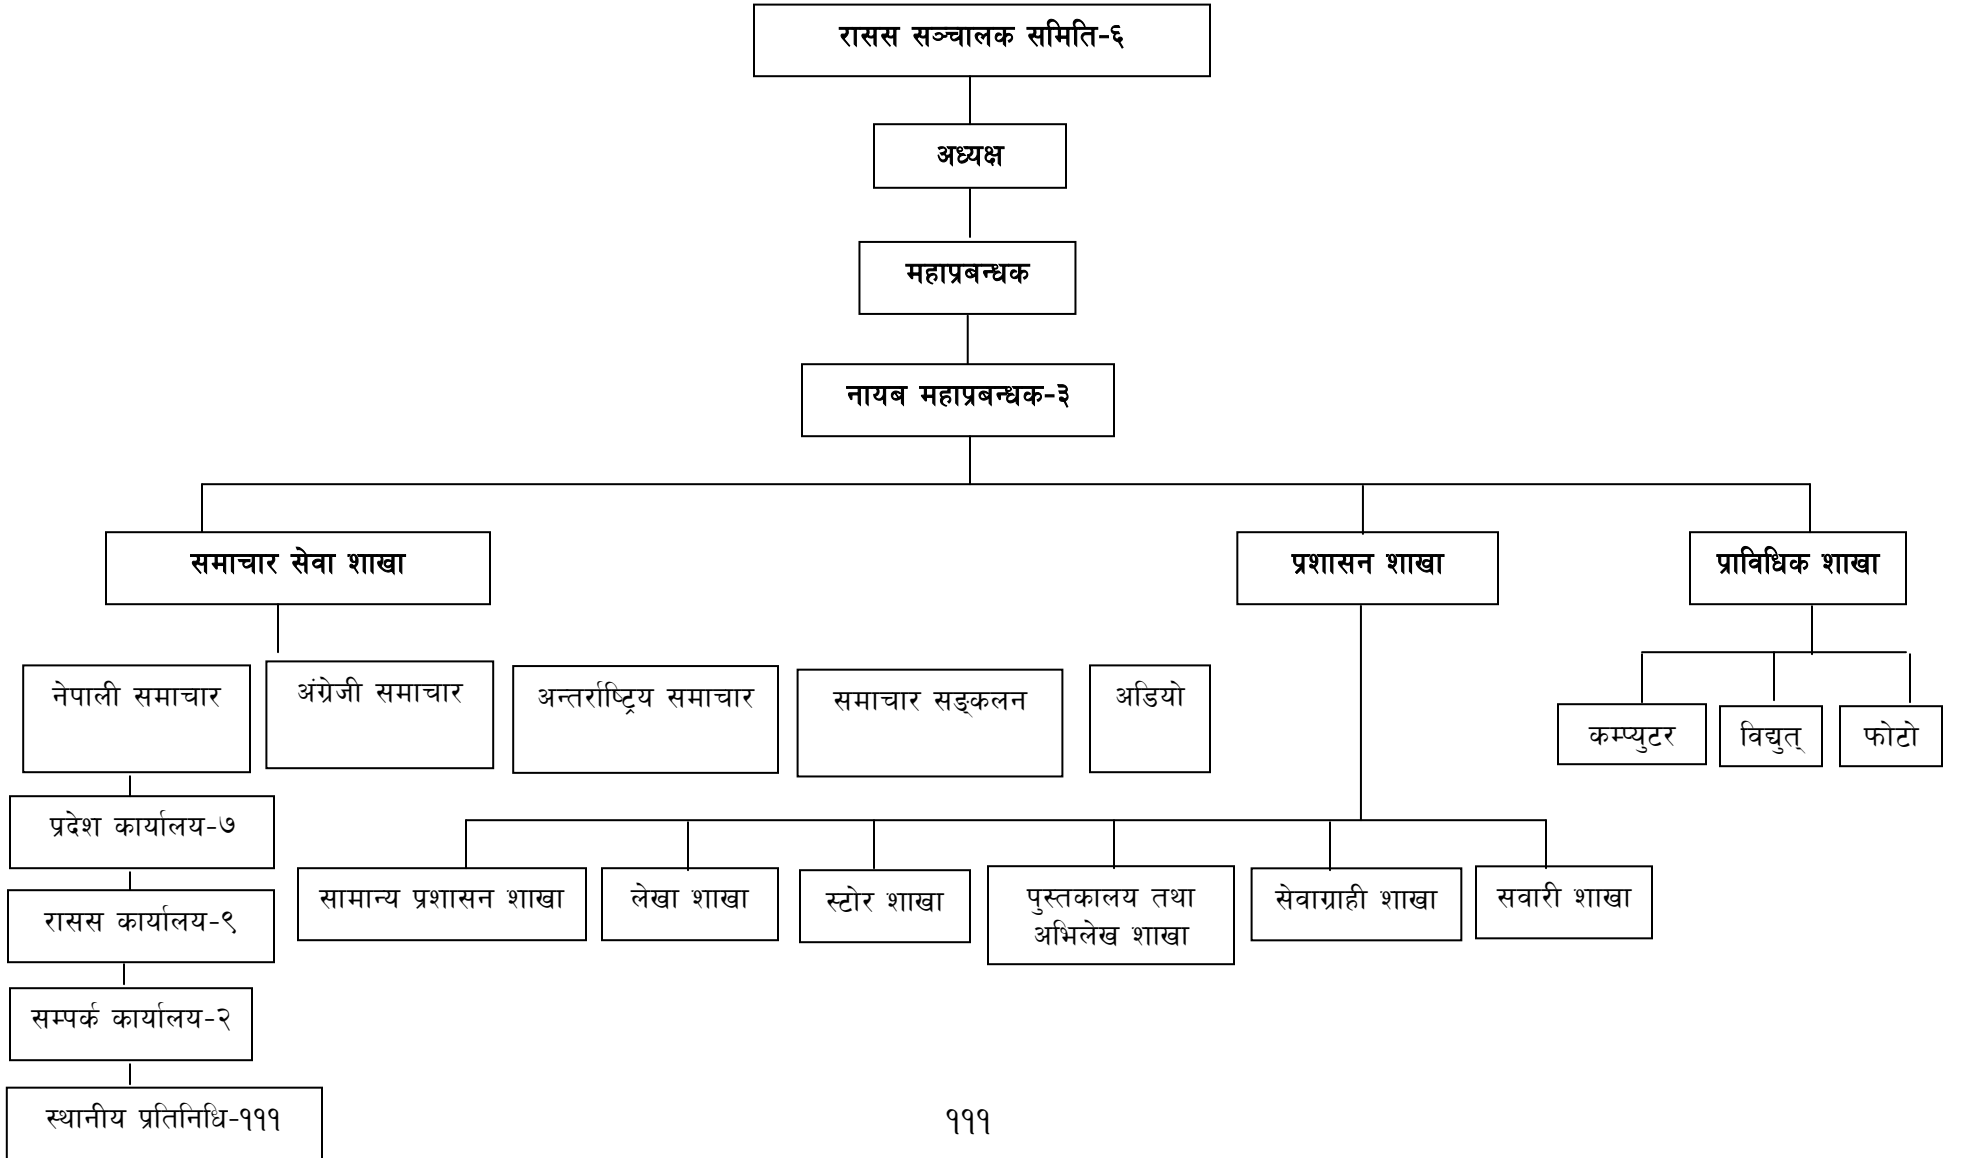 रासस सञ्चालक समिति-६
अध्यक्ष
महाप्रबन्धक
नायब महाप्रबन्धक-३
समाचार सेवा शाखा
प्रशासन शाखा
प्राविधिक शाखा
नेपाली समाचार
अंग्रेजी समाचार
अन्तर्राष्ट्रिय समाचार
समाचार सङ्कलन
अडियो
कम्प्युटर
विद्युत्
फोटो
प्रदेश कार्यालय-७
रासस कार्यालय-९
सम्पर्क कार्यालय-२
स्थानीय प्रतिनिधि-१११
सामान्य प्रशासन शाखा
लेखा शाखा
स्टोर शाखा
पुस्तकालय तथा
अभिलेख शाखा
सेवाग्राही शाखा
सवारी शाखा
१११